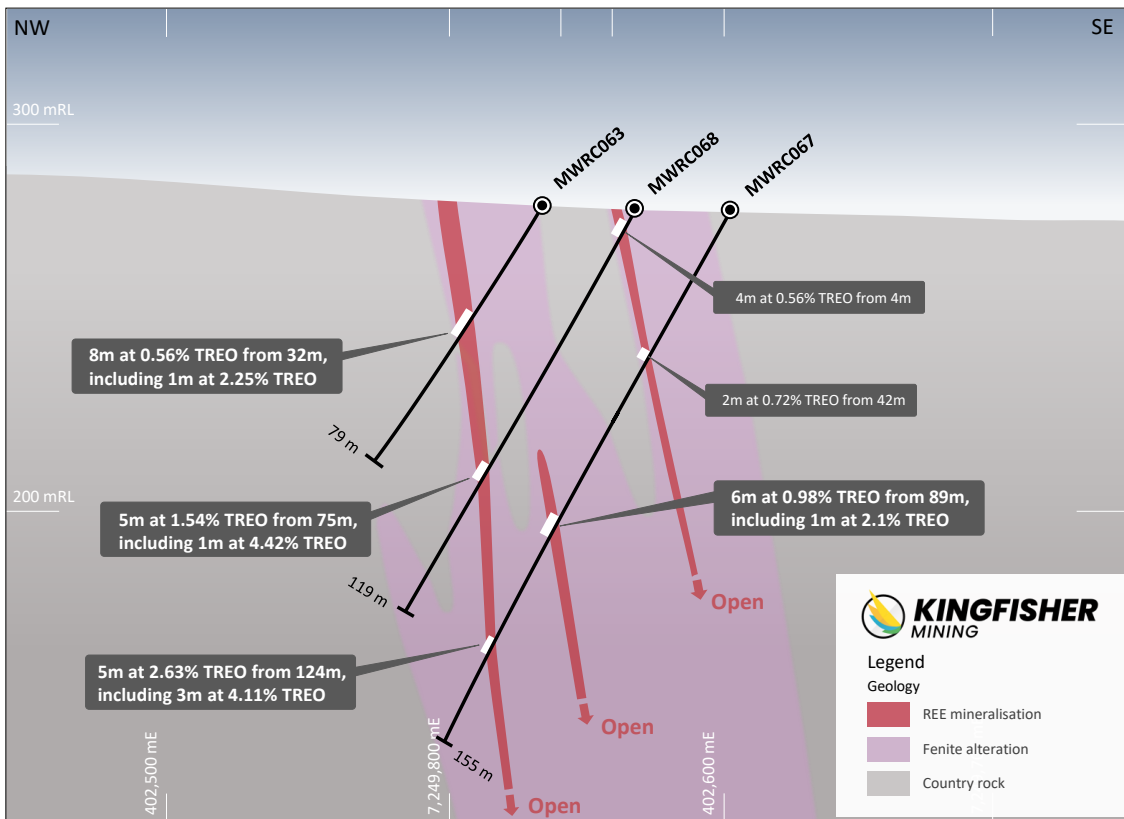 NW
SE
300 mRL
MWRC063
MWRC068
MWRC067
4m at 0.56% TREO from 4m
8m at 0.56% TREO from 32m,
including 1m at 2.25% TREO
2m at 0.72% TREO from 42m
79 m
200 mRL
6m at 0.98% TREO from 89m,
including 1m at 2.1% TREO
5m at 1.54% TREO from 75m,
including 1m at 4.42% TREO
119 m
Open
5m at 2.63% TREO from 124m,
including 3m at 4.11% TREO
Open
155 m
Open
402,500 mE
7,249,800 mE
402,600 mE
KINGFISHER
MINING
Legend
Geology
REE mineralisation
Fenite alteration
Country rock